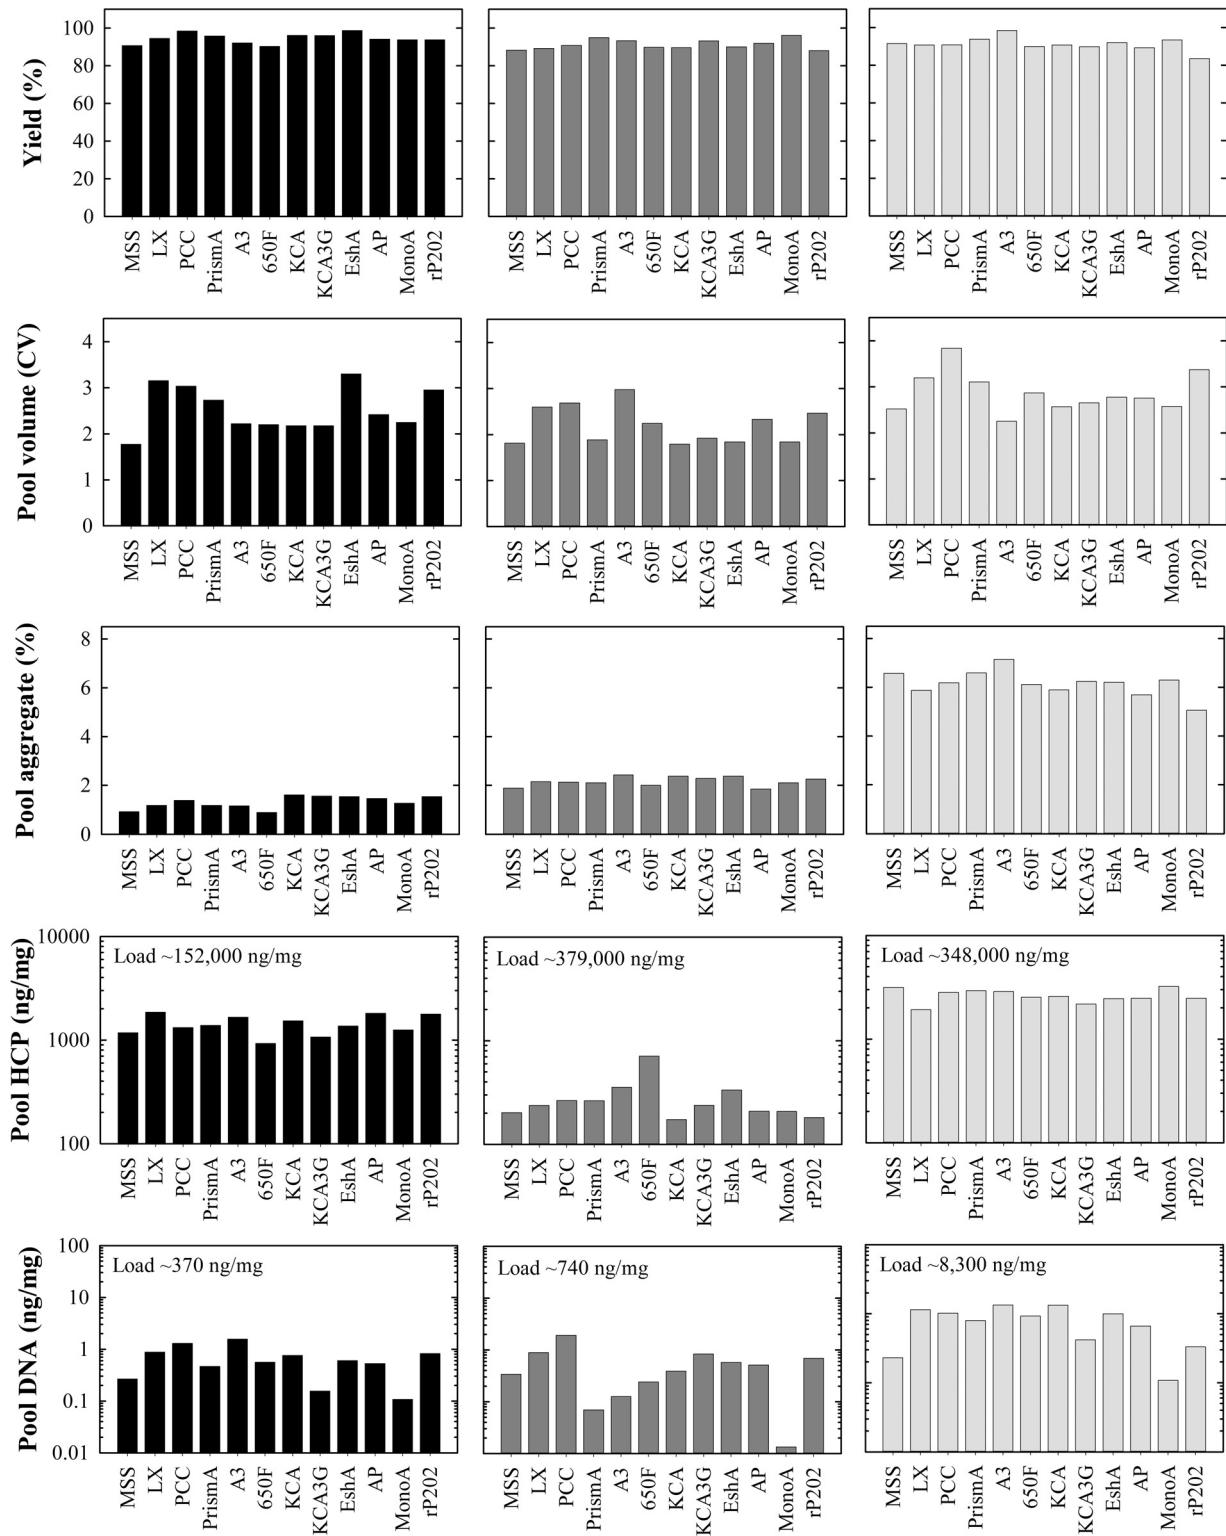 Yield (%)
100
80
60
40
20
0
MSS LX PCC PrismA A3 650F KCA KCA3G EshA AP MonoA rP202
MSS LX PCC PrismA A3 650F KCA KCA3G EshA AP MonoA rP202
MSS LX PCC PrismA A3 650F KCA KCA3G EshA AP MonoA rP202
Pool volume (CV)
4
3
2
1
0
MSS LX PCC PrismA A3 650F KCA KCA3G EshA AP MonoA rP202
MSS LX PCC PrismA A3 650F KCA KCA3G EshA AP MonoA rP202
MSS LX PCC PrismA A3 650F KCA KCA3G EshA AP MonoA rP202
Pool aggregate (%)
8
6
4
2
0
MSS LX PCC PrismA A3 650F KCA KCA3G EshA AP MonoA rP202
MSS LX PCC PrismA A3 650F KCA KCA3G EshA AP MonoA rP202
MSS LX PCC PrismA A3 650F KCA KCA3G EshA AP MonoA rP202
Pool HCP (ng/mg)
10000
1000
100
Load ~152,000 ng/mg
Load ~379,000 ng/mg
Load ~348,000 ng/mg
MSS LX PCC PrismA A3 650F KCA KCA3G EshA AP MonoA rP202
MSS LX PCC PrismA A3 650F KCA KCA3G EshA AP MonoA rP202
MSS LX PCC PrismA A3 650F KCA KCA3G EshA AP MonoA rP202
Pool DNA (ng/mg)
100
10
1
0.1
0.01
Load ~370 ng/mg
Load ~740 ng/mg
Load ~8,300 ng/mg
MSS LX PCC PrismA A3 650F KCA KCA3G EshA AP MonoA rP202
MSS LX PCC PrismA A3 650F KCA KCA3G EshA AP MonoA rP202
MSS LX PCC PrismA A3 650F KCA KCA3G EshA AP MonoA rP202